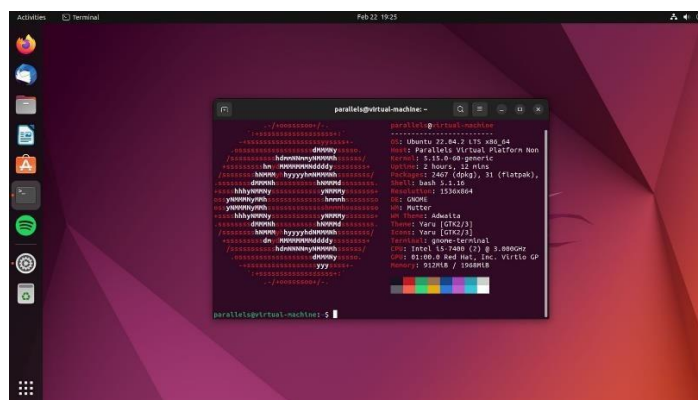 Activities Terminal Feb 22 19:25
parallels@virtual-machine: ~
parallels@virtual-machine
-------------------------
OS: Ubuntu 22.04.2 LTS x86_64
Host: Parallels Virtual Platform Non
Kernel: 5.15.0-60-generic
Uptime: 2 hours, 12 mins
Packages: 2467 (dpkg), 31 (flatpak),
Shell: bash 5.1.16
Resolution: 1536x864
DE: GNOME
WM: Mutter
WM Theme: Adwaita
Theme: Yaru [GTK2/3]
Icons: Yaru [GTK2/3]
Terminal: gnome-terminal
CPU: Intel i5-7400 (2) @ 3.000GHz
GPU: 01:00.0 Red Hat, Inc. Virtio GP
Memory: 912MiB / 1968MiB
parallels@virtual-machine:~$